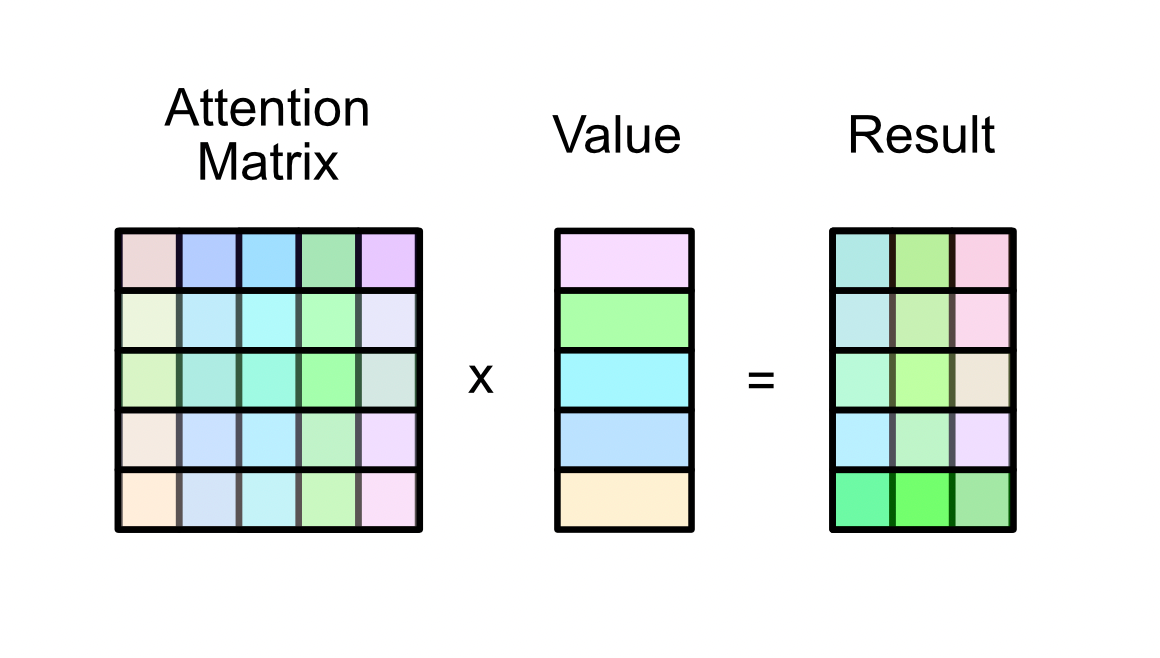 Attention
Matrix
Value
Result
x
=